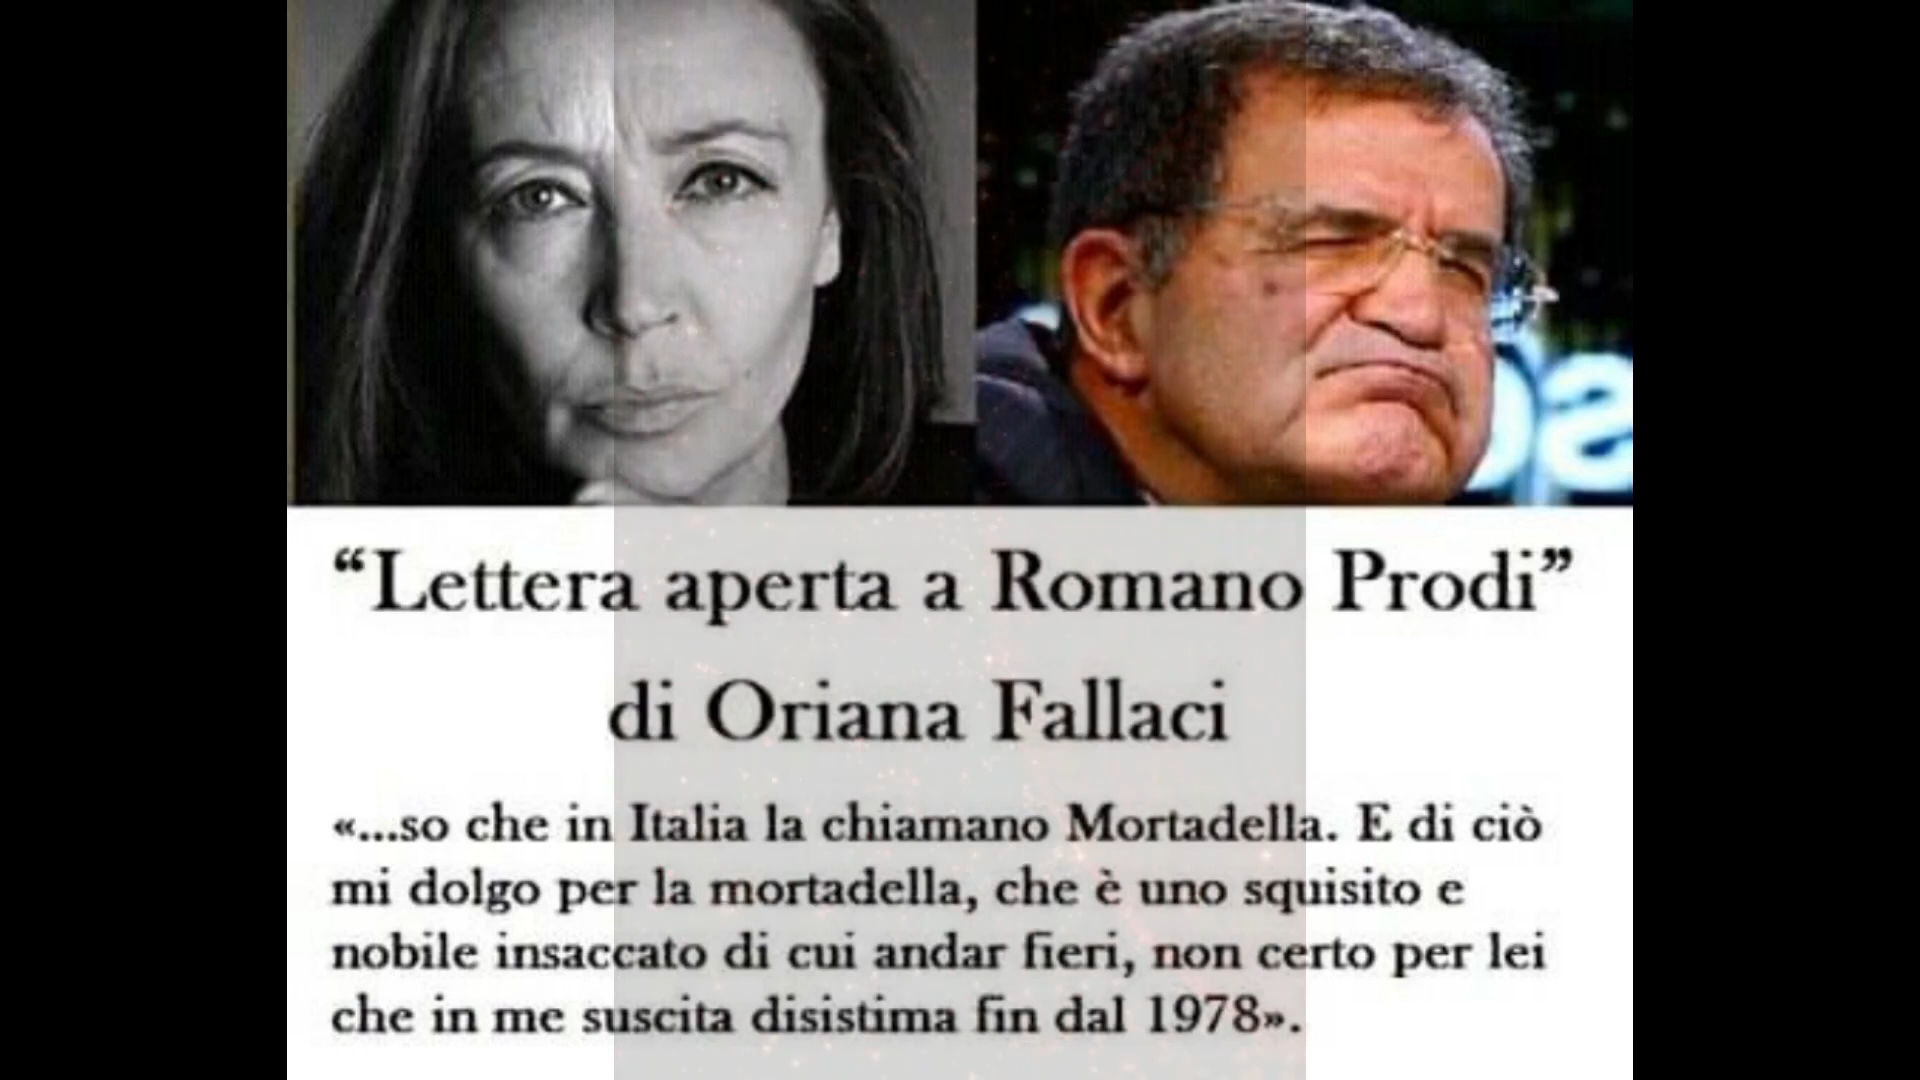 “Lettera aperta a Romano Prodi”
di Oriana Fallaci
«...so che in Italia la chiamano Mortadella. E di ciò
mi dolgo per la mortadella, che è uno squisito e
nobile insaccato di cui andar fieri, non certo per lei
che in me suscita disistima fin dal 1978».